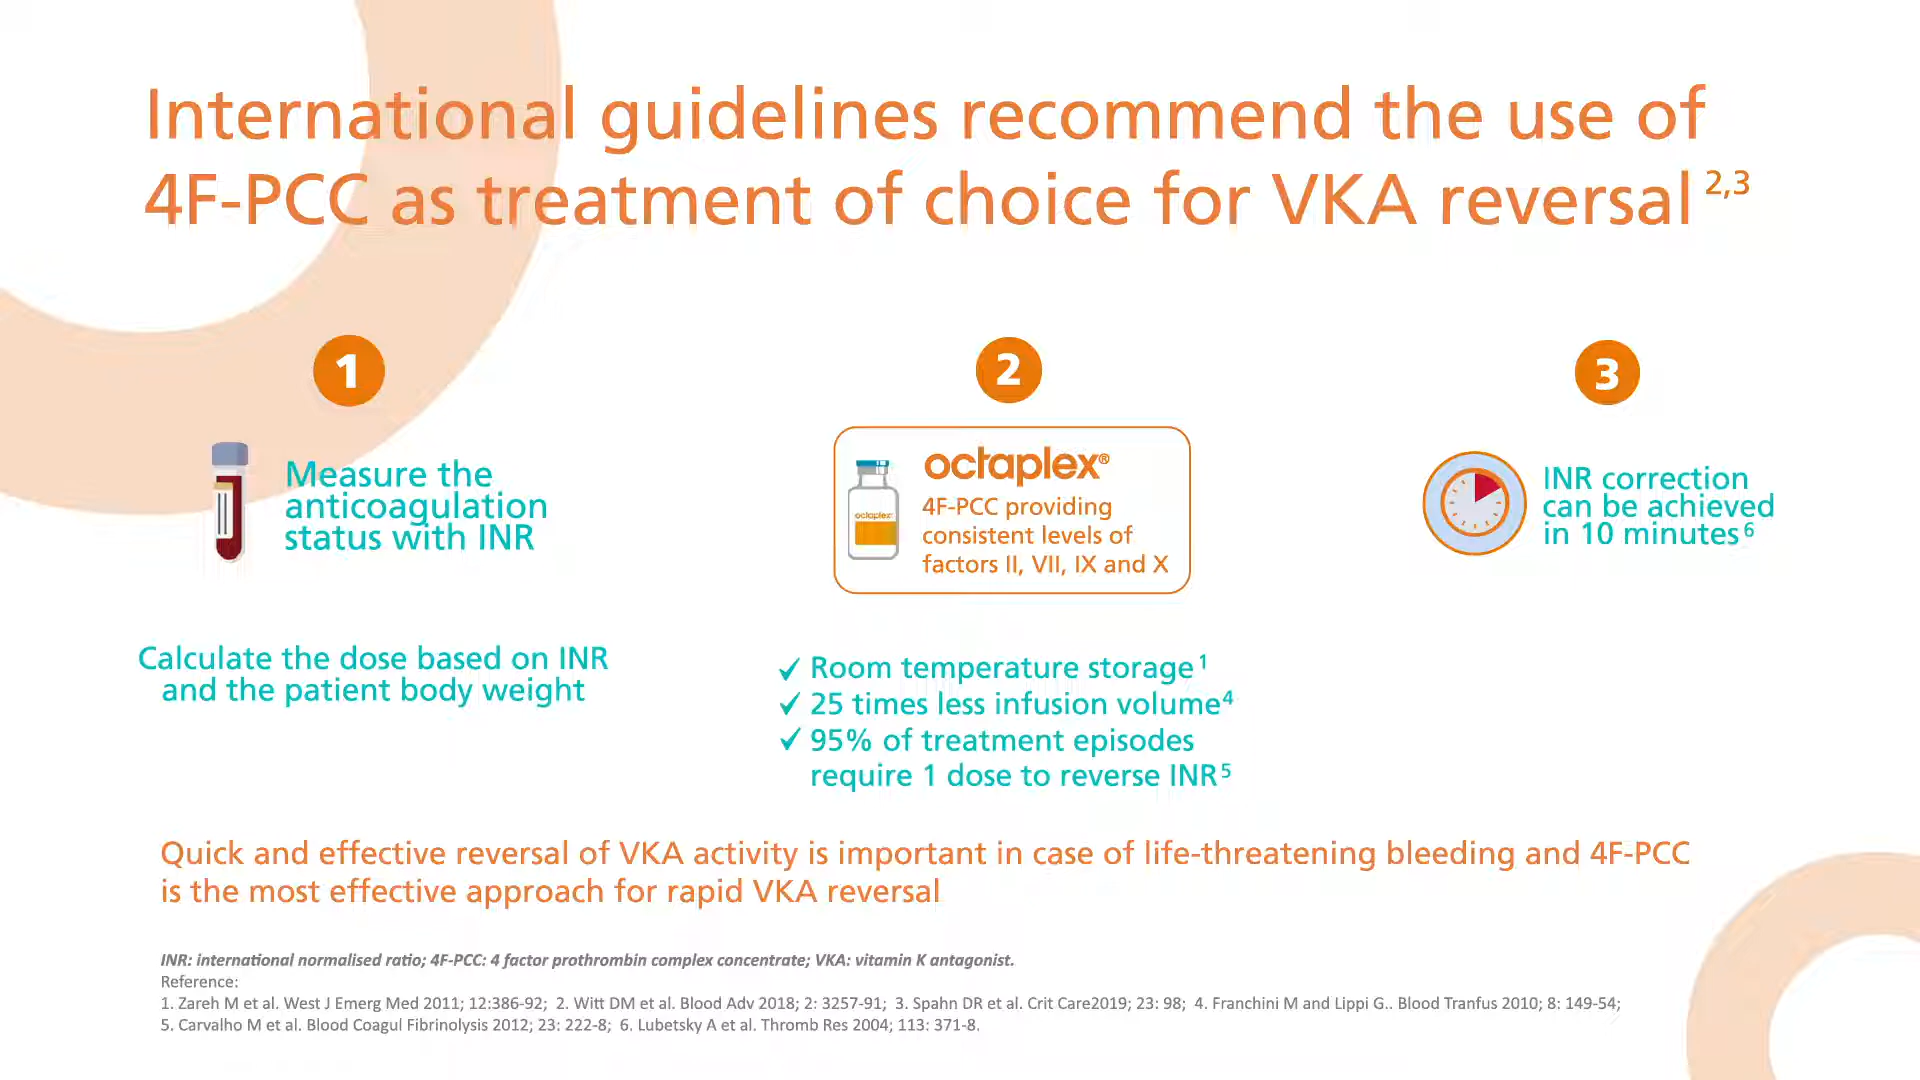 International guidelines recommend the use of
4F-PCC as treatment of choice for VKA reversal 2,3
1
Measure the
anticoagulation
status with INR
Calculate the dose based on INR
and the patient body weight
2
octaplex®
4F-PCC providing
consistent levels of
factors II, VII, IX and X
octaplex
✓ Room temperature storage 1
✓ 25 times less infusion volume 4
✓ 95% of treatment episodes
require 1 dose to reverse INR 5
3
INR correction
can be achieved
in 10 minutes 6
Quick and effective reversal of VKA activity is important in case of life-threatening bleeding and 4F-PCC
is the most effective approach for rapid VKA reversal
INR: international normalised ratio; 4F-PCC: 4 factor prothrombin complex concentrate; VKA: vitamin K antagonist.
Reference:
1. Zareh M et al. West J Emerg Med 2011; 12:386-92; 2. Witt DM et al. Blood Adv 2018; 2: 3257-91; 3. Spahn DR et al. Crit Care2019; 23: 98; 4. Franchini M and Lippi G.. Blood Tranfus 2010; 8: 149-54;
5. Carvalho M et al. Blood Coagul Fibrinolysis 2012; 23: 222-8; 6. Lubetsky A et al. Thromb Res 2004; 113: 371-8.